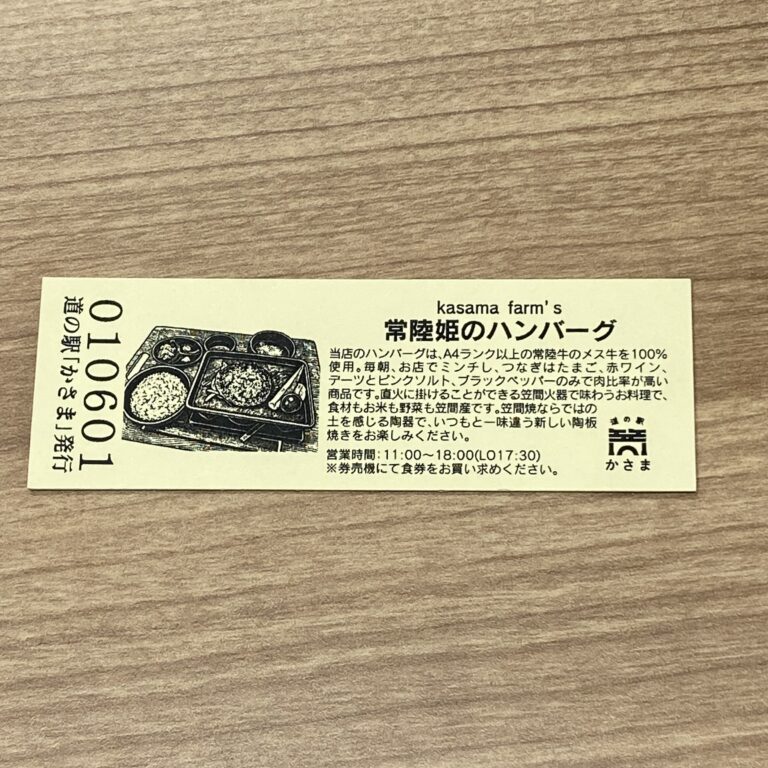 010601
道の駅「かさま」発行
kasama farm's
常陸姫のハンバーグ
当店のハンバーグは、A4ランク以上の常陸牛のメス牛を100%
使用。毎朝、お店でミンチし、つなぎはたまご、赤ワイン、
デーツとピンクソルト、ブラックペッパーのみで肉比率が高い
商品です。直火に掛けることができる笠間火器で味わうお料理で、
食材もお米も野菜も笠間産です。笠間焼ならではの
土を感じる陶器で、いつもと一味違う新しい陶板
焼きをお楽しみください。
営業時間：11:00〜18:00(LO17:30)
※券売機にて食券をお買い求めください。
道の駅
かさま